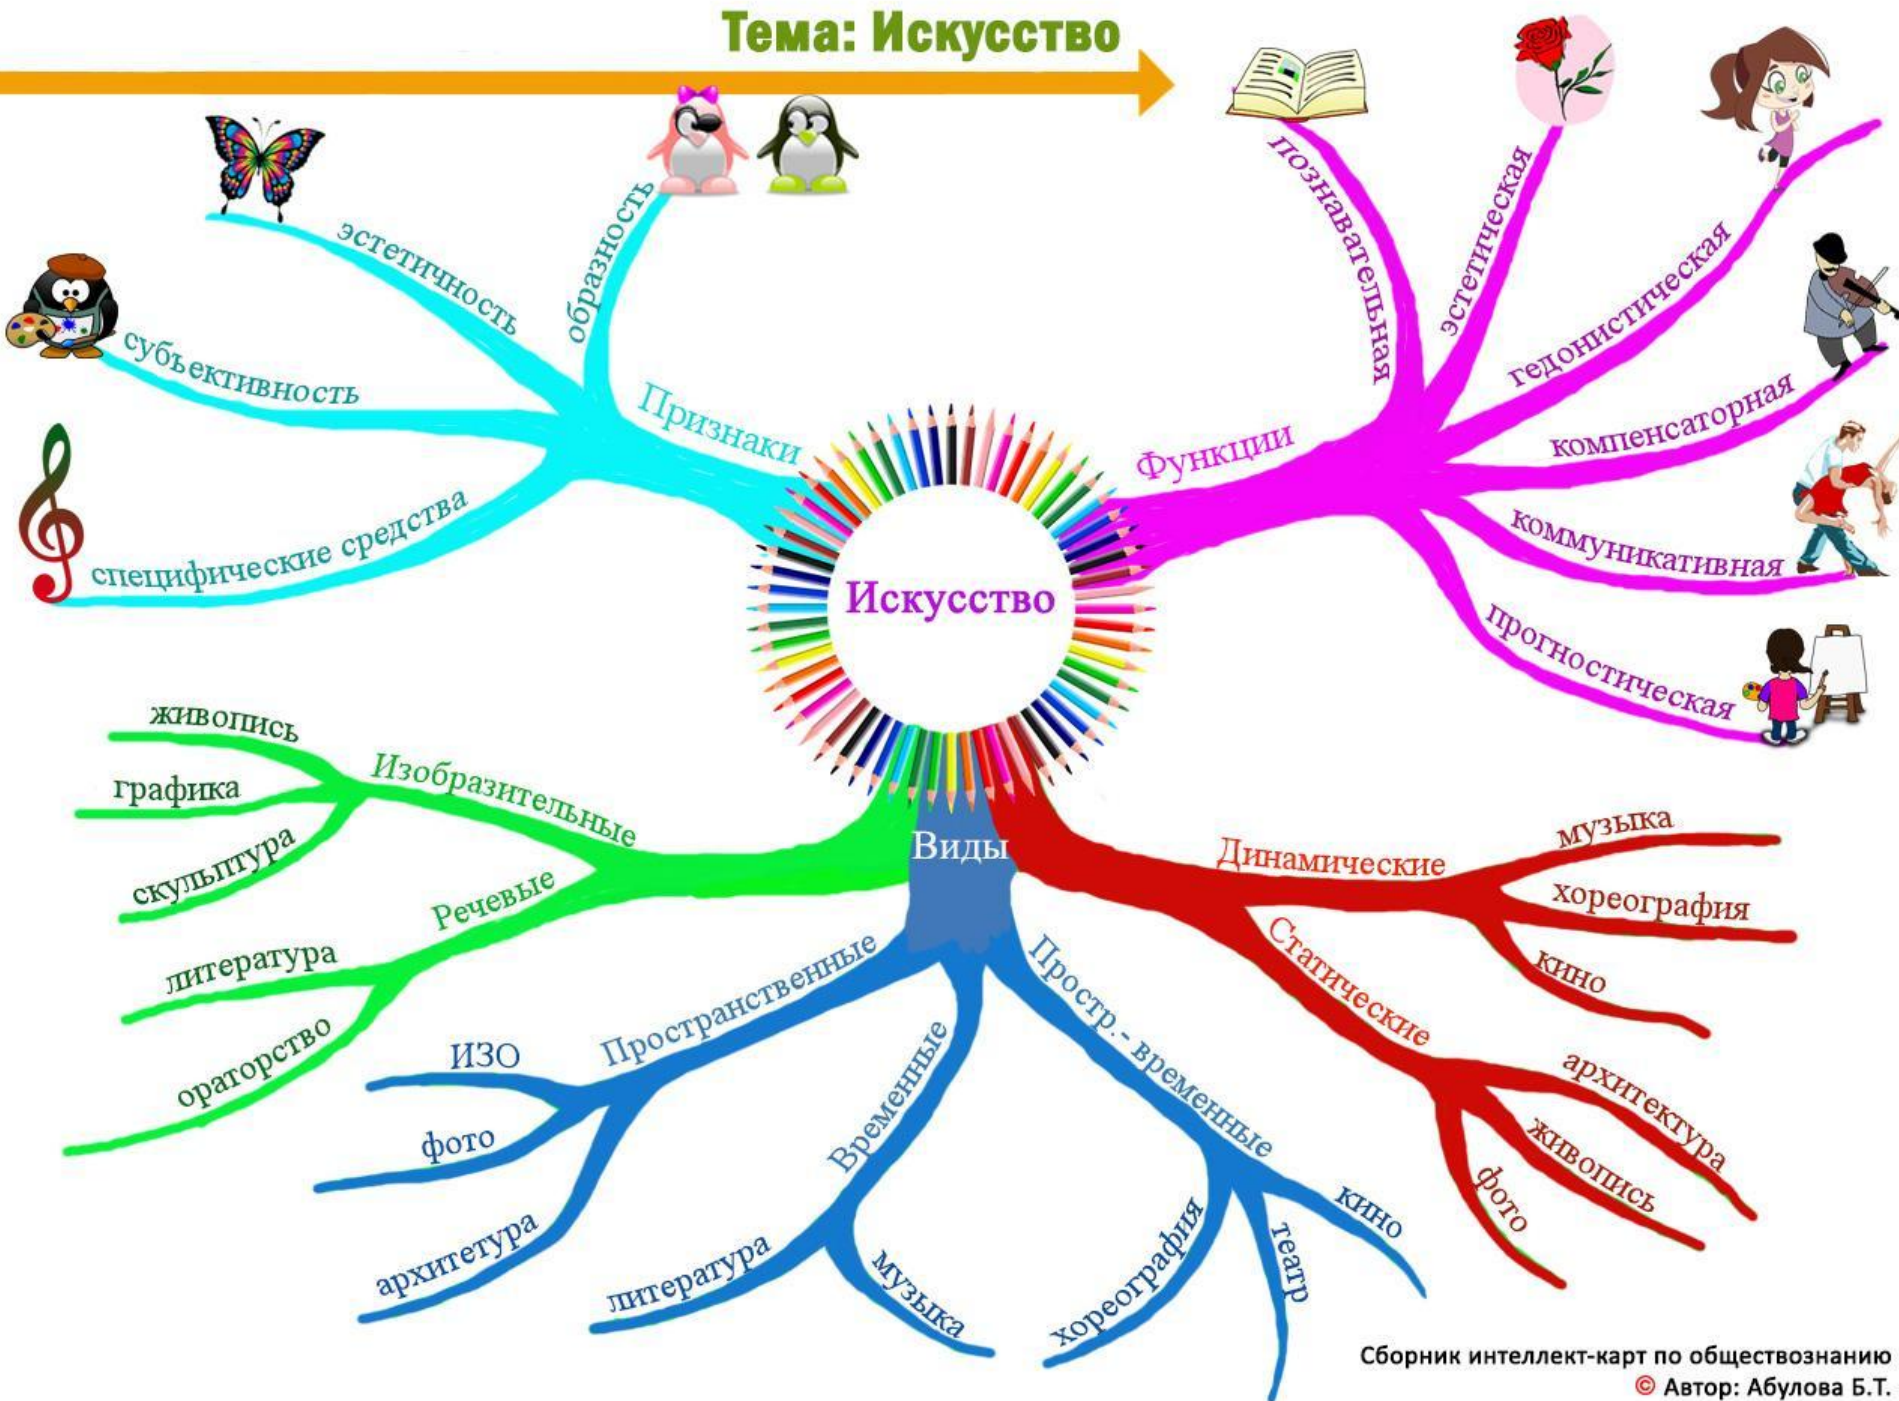 Тема: Искусство
образность
эстетичность
субъективность
специфические средства
Признаки
познавательная
эстетическая
гедонистическая
компенсаторная
коммуникативная
прогностическая
Функции
Искусство
живопись
графика
скульптура
Изобразительные
Речевые
литература
ораторство
Виды
Динамические
музыка
хореография
кино
Статические
архитектура
живопись
фото
Пространственные
ИЗО
фото
архитетура
Временные
литература
музыка
Простр.- временные
хореография
театр
кино
Сборник интеллект-карт по обществознанию
© Автор: Абулова Б.Т.